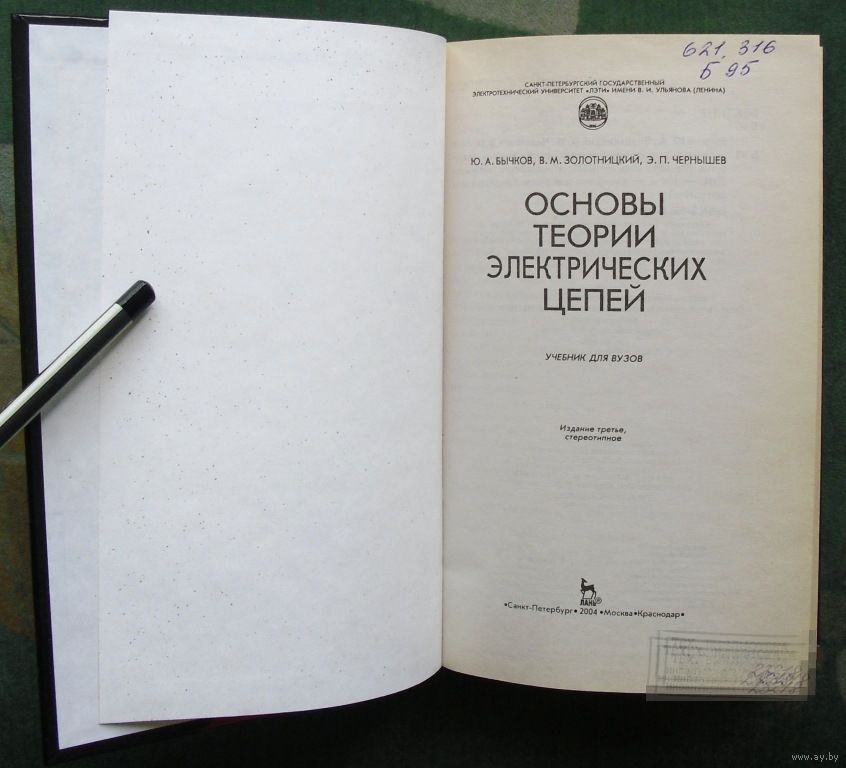 621.316
Б 95
САНКТ-ПЕТЕРБУРГСКИЙ ГОСУДАРСТВЕННЫЙ
ЭЛЕКТРОТЕХНИЧЕСКИЙ УНИВЕРСИТЕТ «ЛЭТИ» ИМЕНИ В. И. УЛЬЯНОВА (ЛЕНИНА)
Ю. А. БЫЧКОВ, В. М. ЗОЛОТНИЦКИЙ, Э. П. ЧЕРНЫШЕВ
ОСНОВЫ
ТЕОРИИ
ЭЛЕКТРИЧЕСКИХ
ЦЕПЕЙ
УЧЕБНИК ДЛЯ ВУЗОВ
Издание третье,
стереотипное
ЛАНЬ®
•Санкт-Петербург•2004•Москва•Краснодар•
www.ay.by